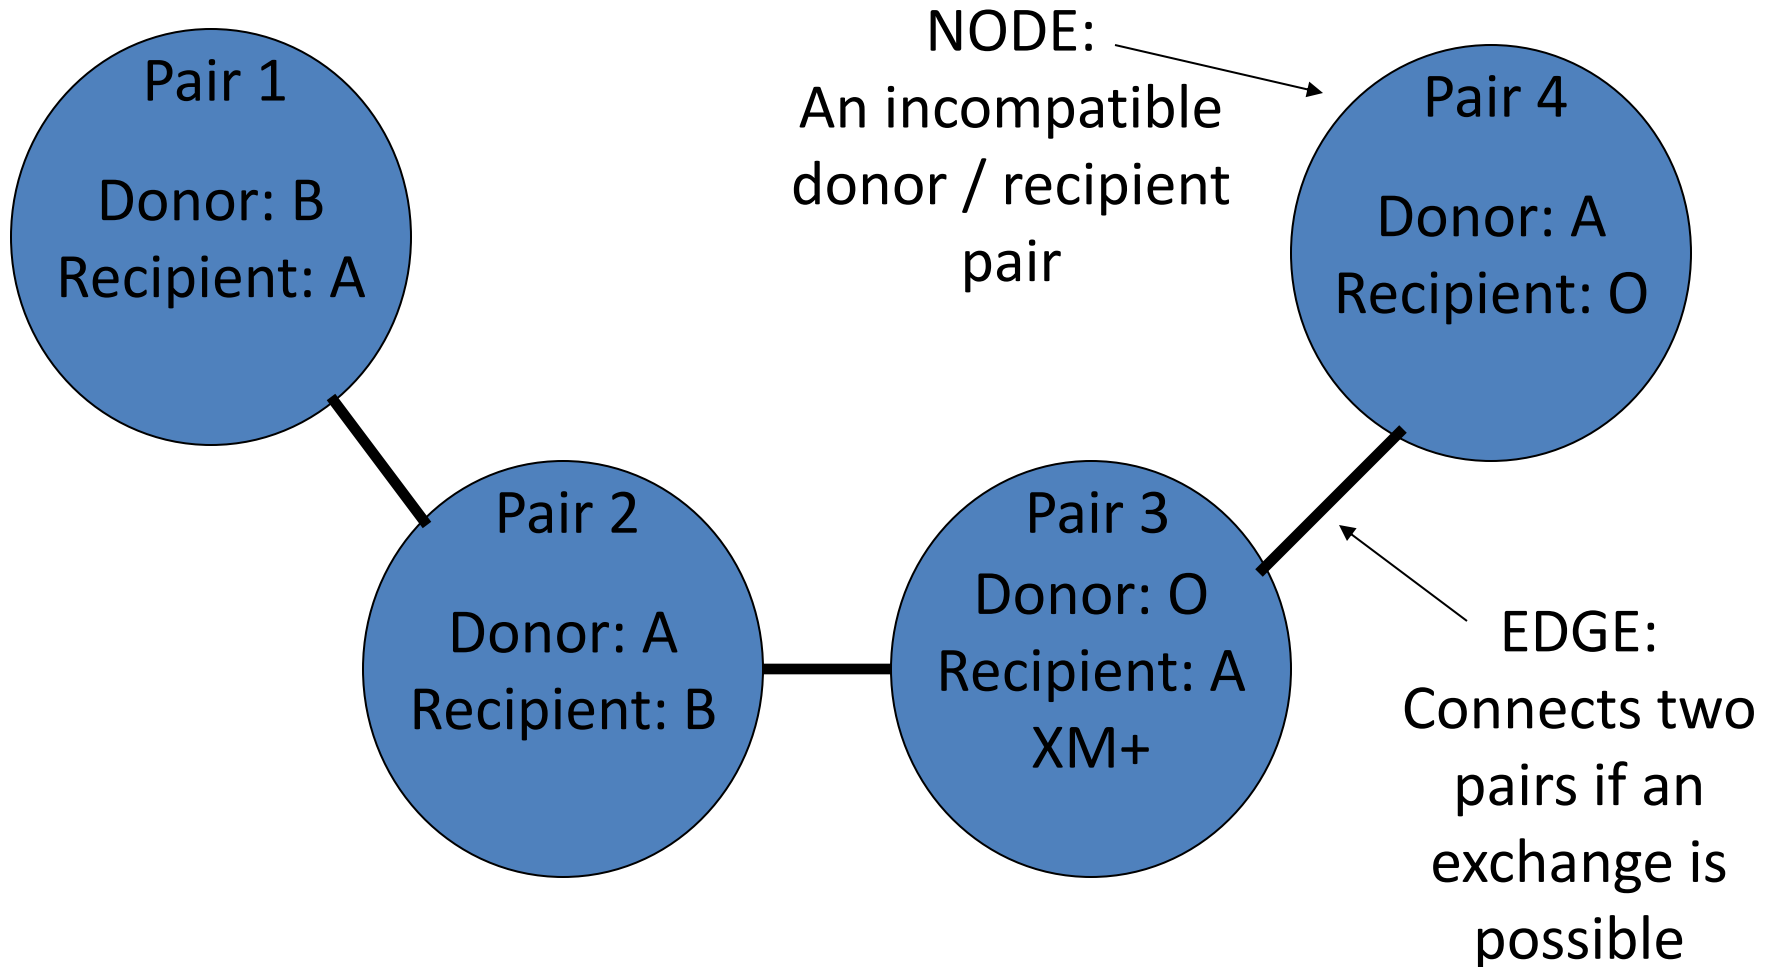 Pair 1
Donor: B
Recipient: A
NODE:
An incompatible
donor / recipient
pair
Pair 4
Donor: A
Recipient: O
Pair 2
Donor: A
Recipient: B
Pair 3
Donor: O
Recipient: A
XM+
EDGE:
Connects two
pairs if an
exchange is
possible